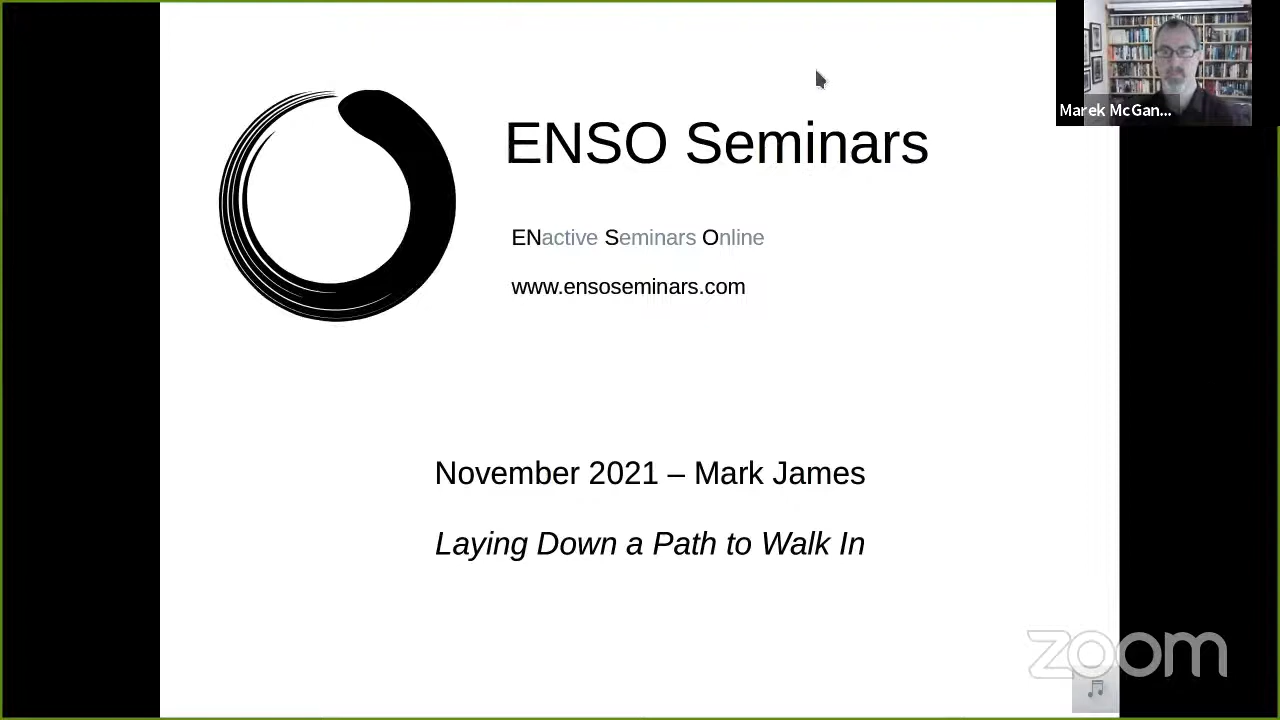 Marek McGan...
ENSO Seminars
ENactive Seminars Online
www.ensoseminars.com
November 2021 – Mark James
Laying Down a Path to Walk In
zoom